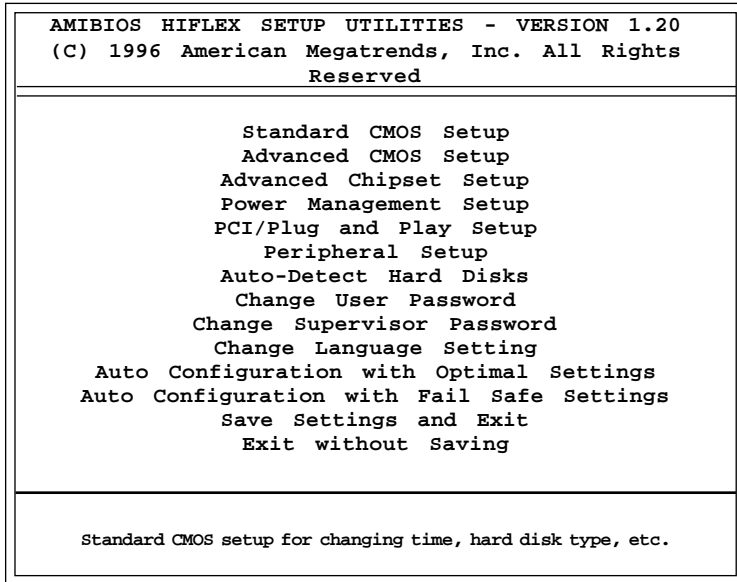 AMIBIOS HIFLEX SETUP UTILITIES - VERSION 1.20
(C) 1996 American Megatrends, Inc. All Rights
Reserved
Standard CMOS Setup
Advanced CMOS Setup
Advanced Chipset Setup
Power Management Setup
PCI/Plug and Play Setup
Peripheral Setup
Auto-Detect Hard Disks
Change User Password
Change Supervisor Password
Change Language Setting
Auto Configuration with Optimal Settings
Auto Configuration with Fail Safe Settings
Save Settings and Exit
Exit without Saving
Standard CMOS setup for changing time, hard disk type, etc.